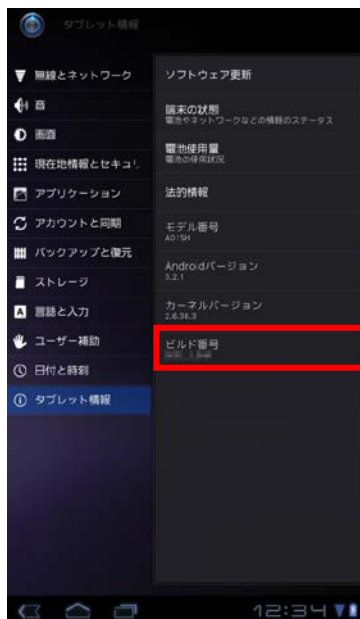 タブレット情報
無線とネットワーク
音
画面
現在地情報とセキュ
アプリケーション
アカウントと同期
バックアップと復元
ストレージ
A 言語と入力
ユーザー補助
日付と時刻
タブレット情報
ソフトウェア更新
端末の状態
電池やネットワークなどの情報のステータス
電池使用量
電池の使用状況
法的情報
モデル番号
A01SH
Androidバージョン
3.2.1
カーネルバージョン
2.6.36.3
ビルド番号
12:34